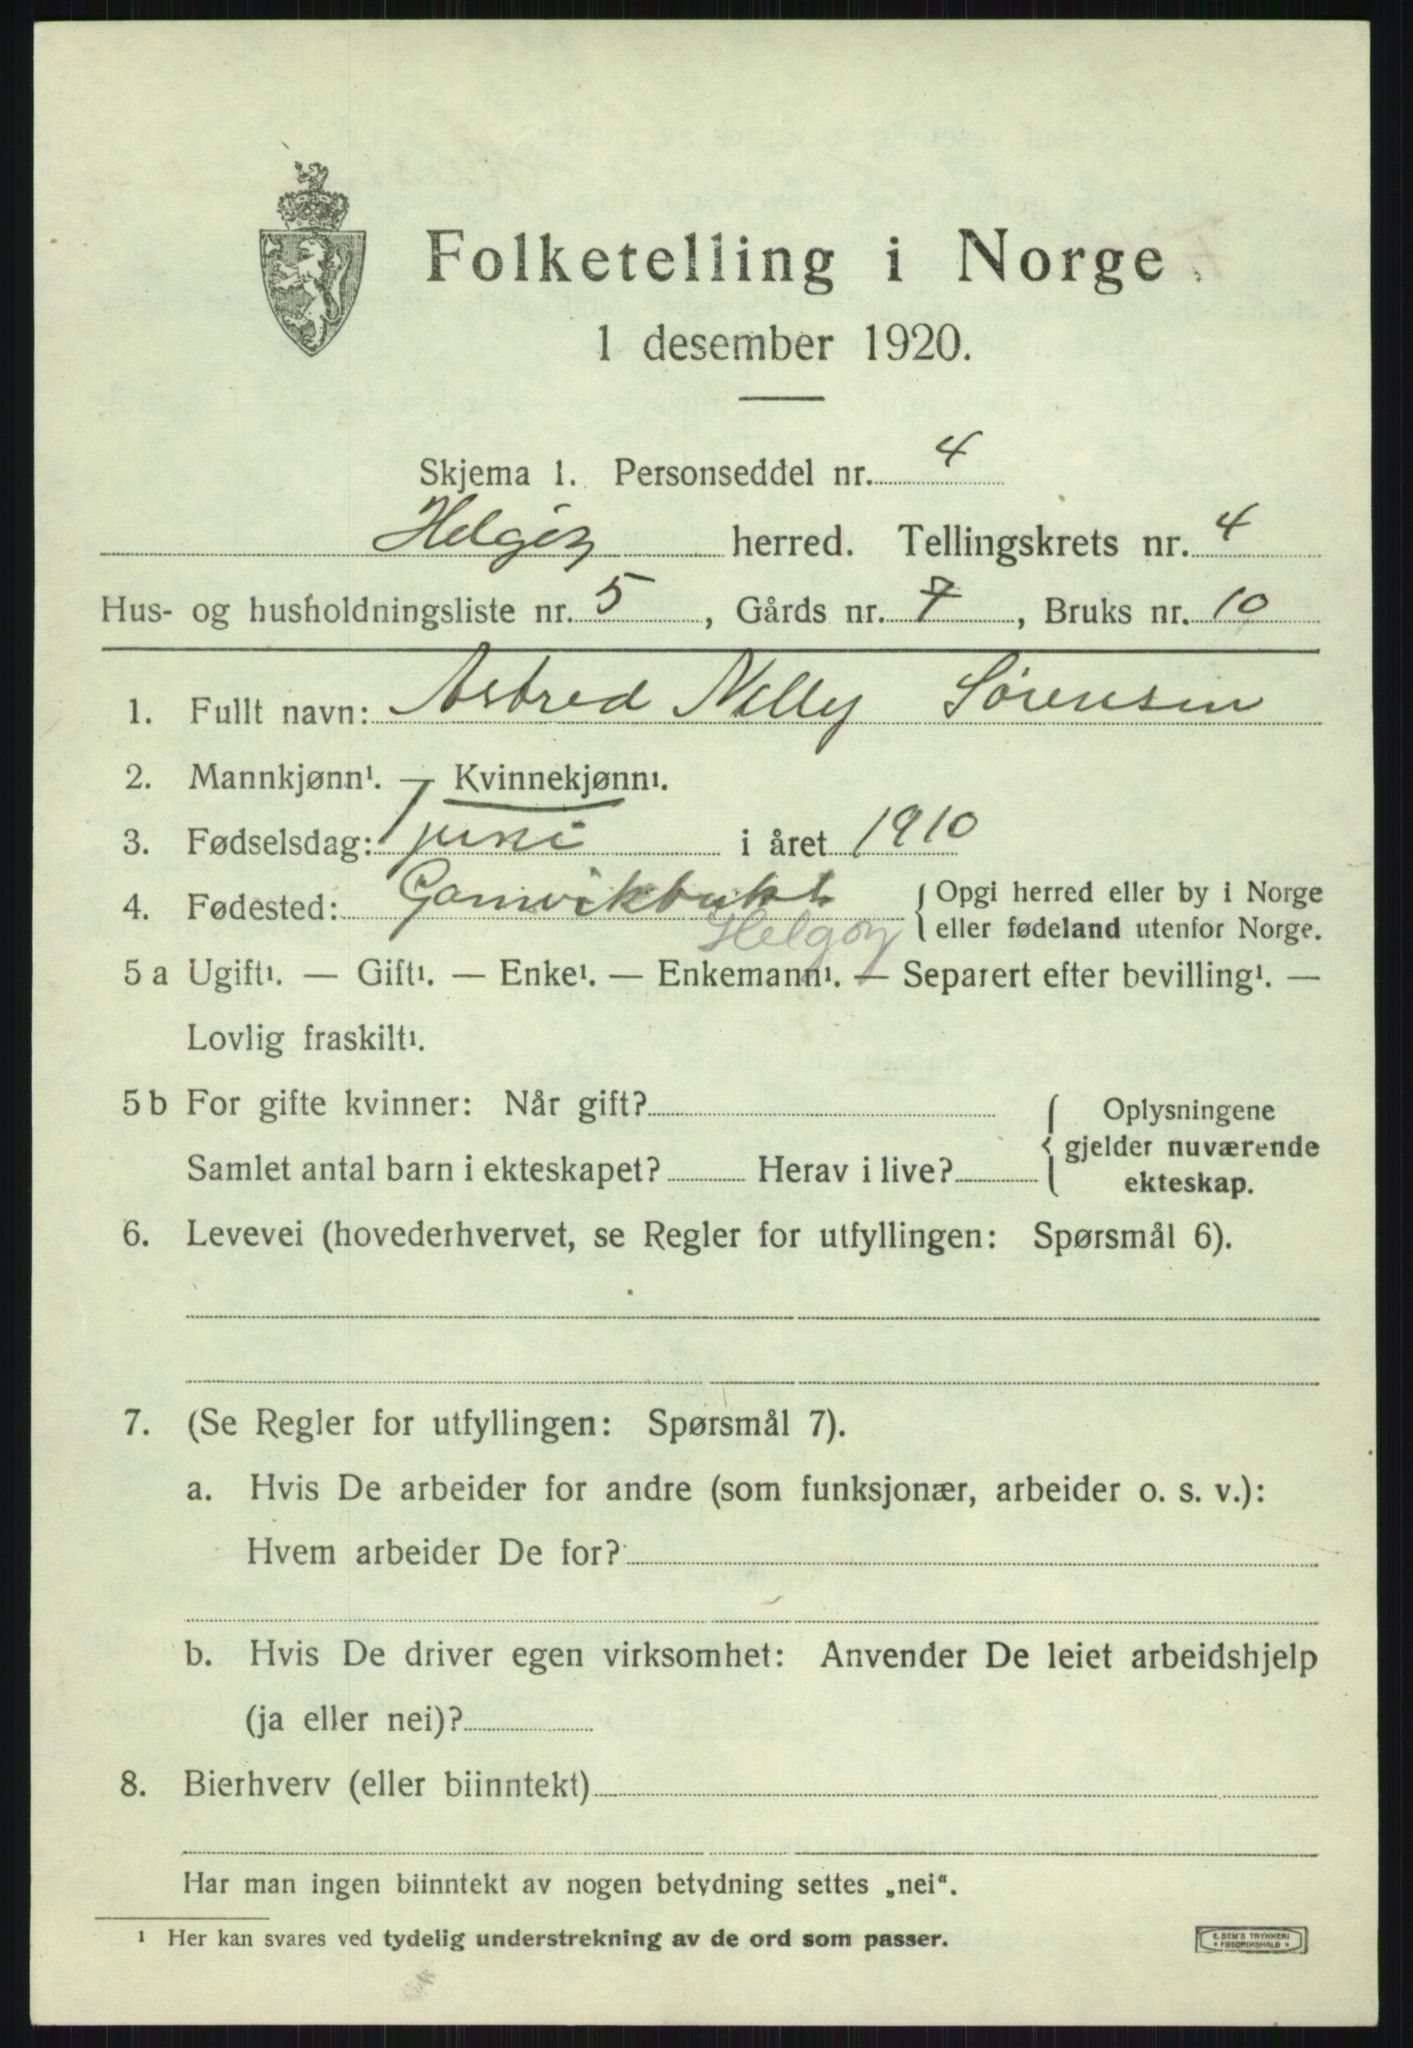 Folketelling i Norge
1 desember 1920.
Skjema 1. Personseddel nr. 4
Helgøy herred. Tellingskrets nr. 4
Hus- og husholdningsliste nr. 5, Gårds nr. 7, Bruks nr. 10
1. Fullt navn: Astred Nelly Sørensen
2. Mannkjønn¹. — Kvinnekjønn¹.
3. Fødselsdag: 7 juni i året 1910
4. Fødested: Gamvikbukt { Opgi herred eller by i Norge
Helgøy eller fødeland utenfor Norge.
5 a Ugift¹. — Gift¹. — Enke¹. — Enkemann¹. — Separert efter bevilling¹. —
Lovlig fraskilt¹.
5 b For gifte kvinner: Når gift? { Oplysningene
gjelder nuværende
Samlet antal barn i ekteskapet? Herav i live? ekteskap.
6. Levevei (hovederhvervet, se Regler for utfyllingen: Spørsmål 6).
7. (Se Regler for utfyllingen: Spørsmål 7).
a. Hvis De arbeider for andre (som funksjonær, arbeider o. s. v.):
Hvem arbeider De for?
b. Hvis De driver egen virksomhet: Anvender De leiet arbeidshjelp
(ja eller nei)?
8. Bierhverv (eller biinntekt)
Har man ingen biinntekt av nogen betydning settes „nei“.
¹ Her kan svares ved tydelig understrekning av de ord som passer.
E. SEM'S TRYKKERI
• FREDRIKSHALD •